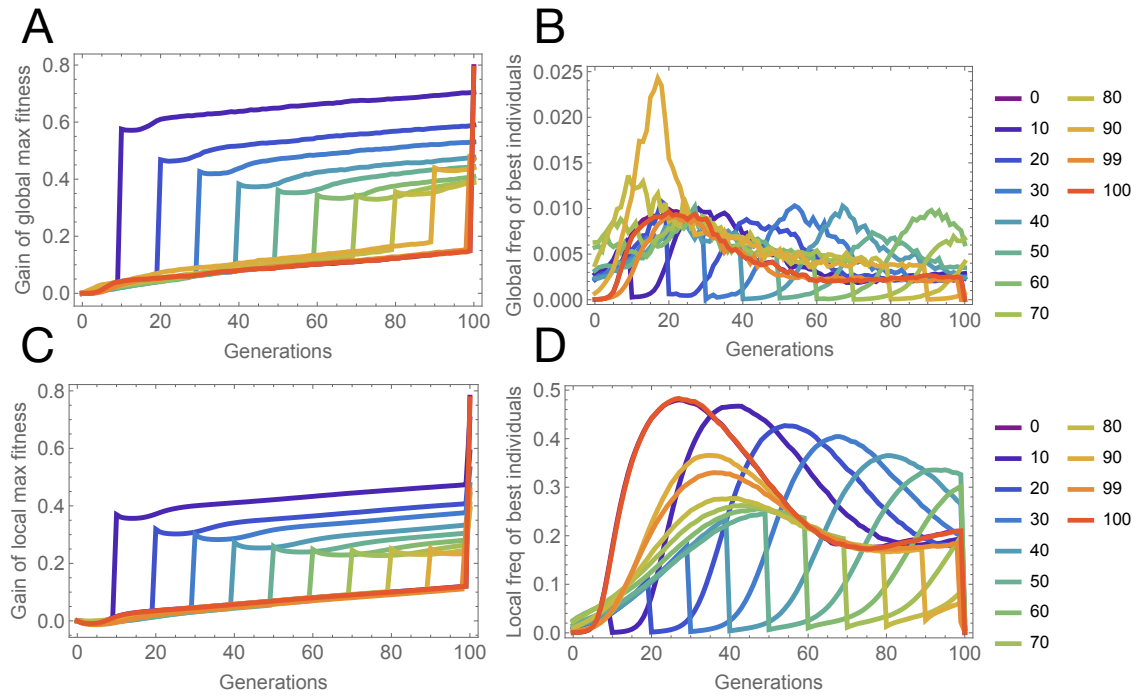 A
Gain of global max fitness
0.8
0.6
0.4
0.2
0.0
0 20 40 60 80 100
Generations
B
Global freq of best individuals
0.025
0.020
0.015
0.010
0.005
0.000
0 20 40 60 80 100
Generations
0 80
10 90
20 99
30 100
40
50
60
70
C
Gain of local max fitness
0.8
0.6
0.4
0.2
0.0
0 20 40 60 80 100
Generations
D
Local freq of best individuals
0.5
0.4
0.3
0.2
0.1
0.0
0 20 40 60 80 100
Generations
0 80
10 90
20 99
30 100
40
50
60
70